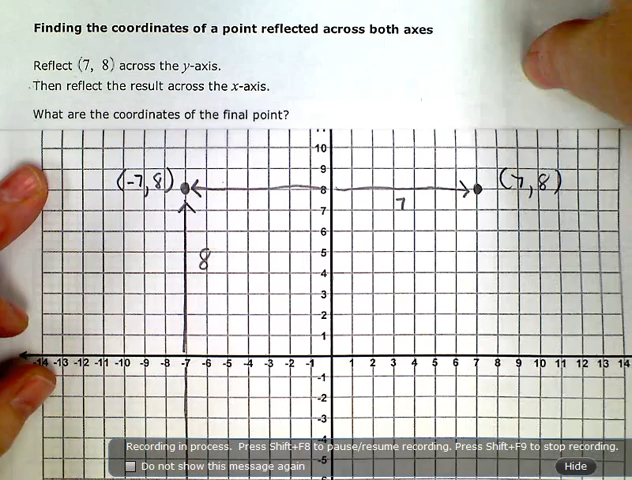 Finding the coordinates of a point reflected across both axes
Reflect (7, 8) across the y-axis.
Then reflect the result across the x-axis.
What are the coordinates of the final point?
10
9
(-7,8) 8 (7,8)
7
7
6
8
5
4
3
2
1
-14 -13 -12 -11 -10 -9 -8 -7 -6 -5 -4 -3 -2 -1 1 2 3 4 5 6 7 8 9 10 11 12 13 14
-1
-2
-3
-4
Recording in process. Press Shift+F8 to pause/resume recording. Press Shift+F9 to stop recording.
-5
Do not show this message again
Hide